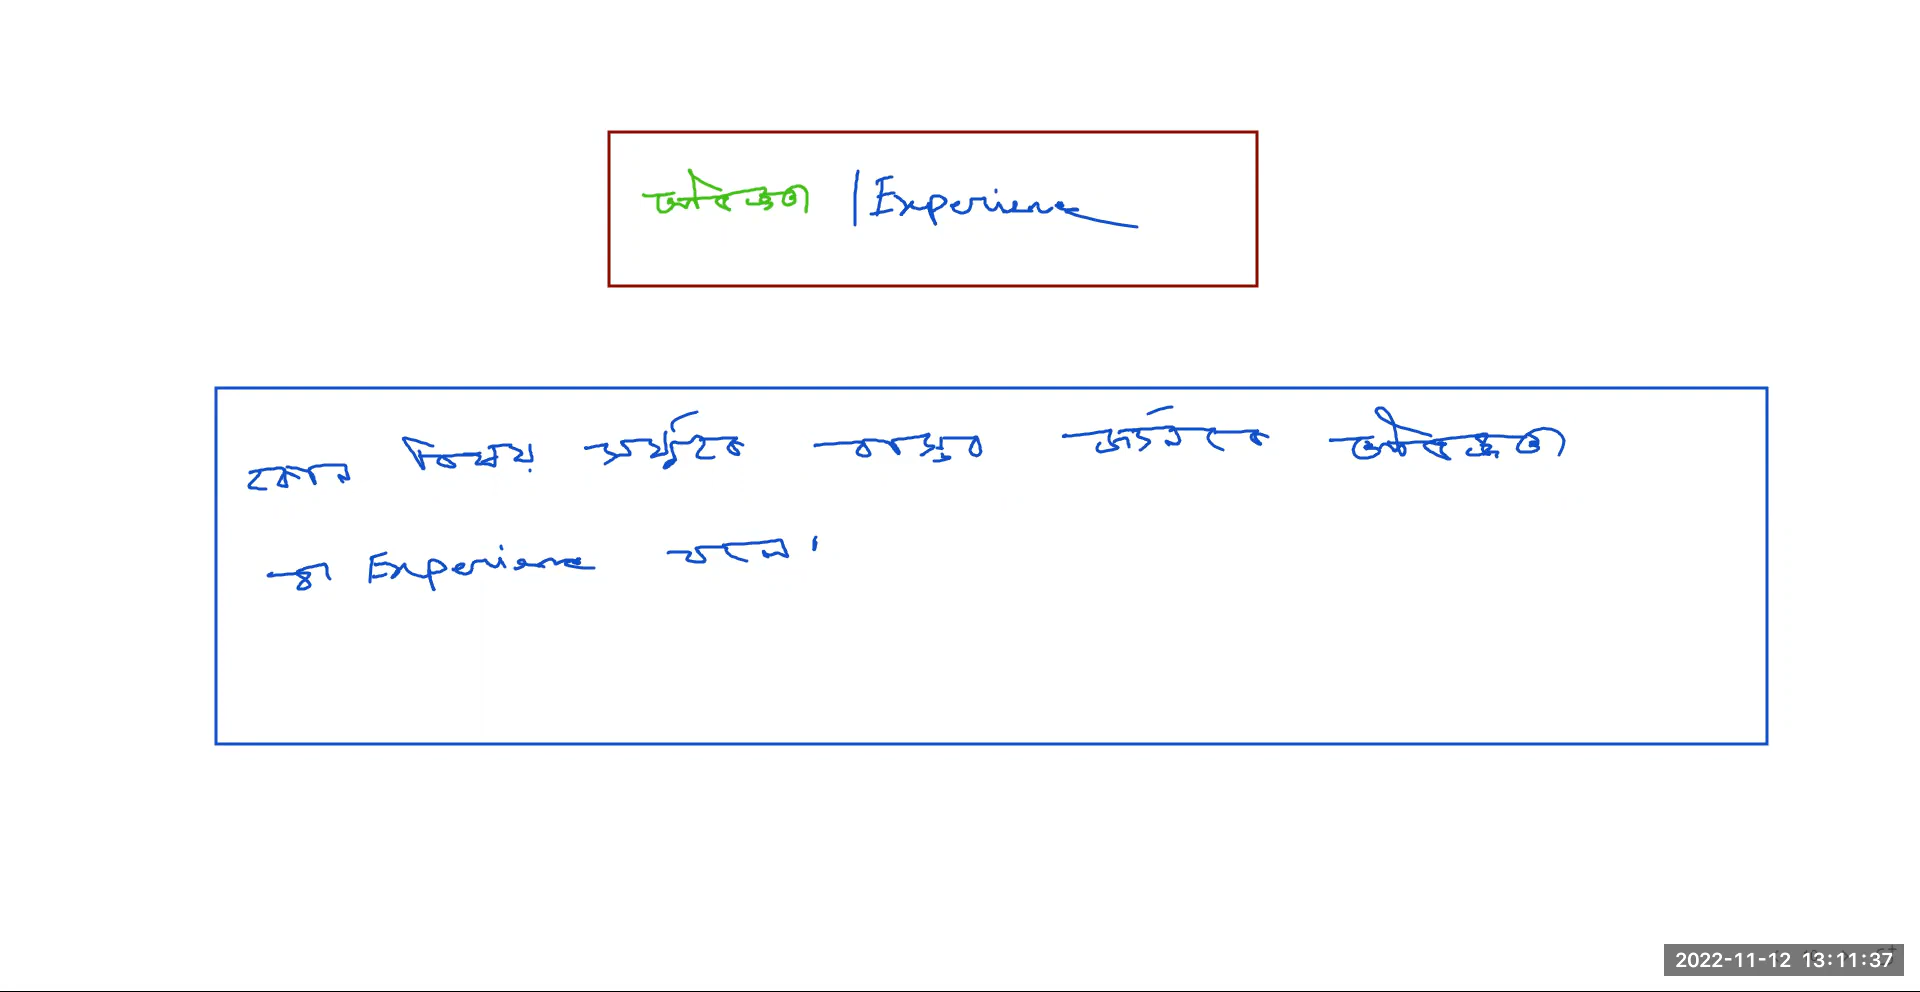 অভিজ্ঞতা | Experience
কোন বিষয় সম্পর্কে বাস্তব জ্ঞানকে অভিজ্ঞতা
বা Experience বলে।
2022-11-12 13:11:37